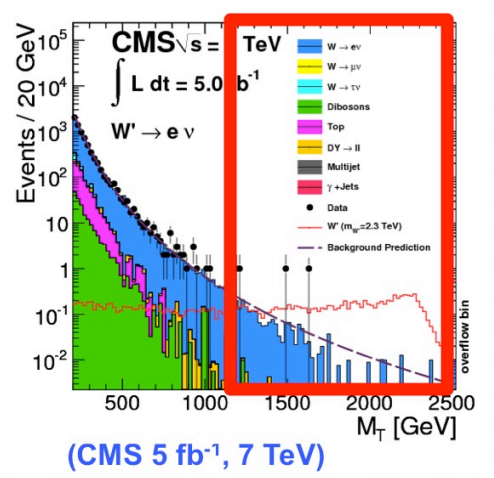 CMS √s = TeV
∫ L dt = 5.0 b⁻¹
W' → e ν
W → eν
W → μν
W → τν
Dibosons
Top
DY → ll
Multijet
γ +Jets
Data
W' (m_W'=2.3 TeV)
Background Prediction
Events / 20 GeV
10⁵
10⁴
10³
10²
10
1
10⁻¹
10⁻²
overflow bin
500 1000 1500 2000 2500
M_T [GeV]
(CMS 5 fb⁻¹, 7 TeV)